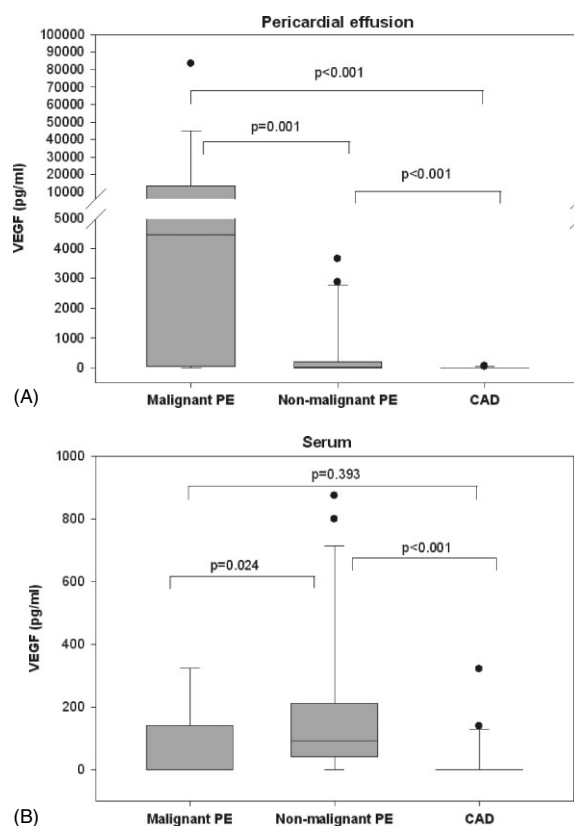 Pericardial effusion
100000
90000
80000
70000
60000
50000
40000
30000
20000
10000
5000
4000
3000
2000
1000
0
VEGF (pg/ml)
p<0.001
p=0.001
p<0.001
Malignant PE Non-malignant PE CAD
(A)
Serum
1000
800
600
400
200
0
VEGF (pg/ml)
p=0.393
p=0.024
p<0.001
Malignant PE Non-malignant PE CAD
(B)